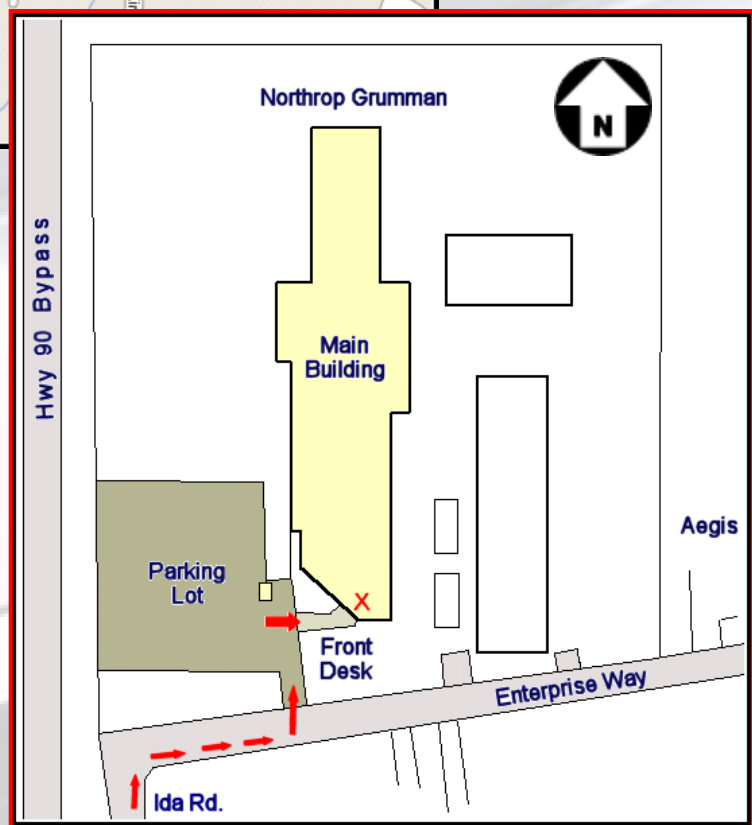 Northrop Grumman
N
Hwy 90 Bypass
Main
Building
Aegis
Parking
Lot
X
Front
Desk
Enterprise Way
Ida Rd.